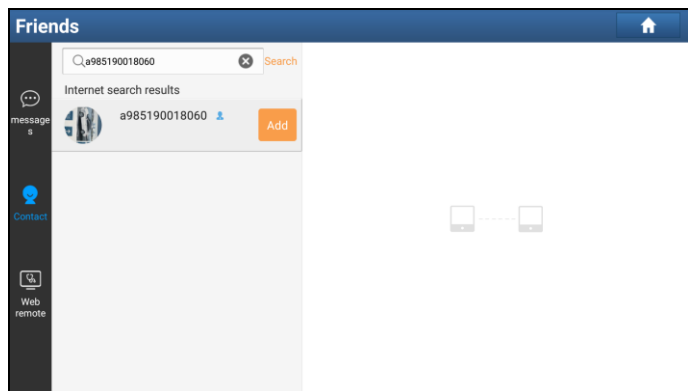 Friends
a985190018060
Search
Internet search results
a985190018060
Add
message
s
Contact
Web
remote